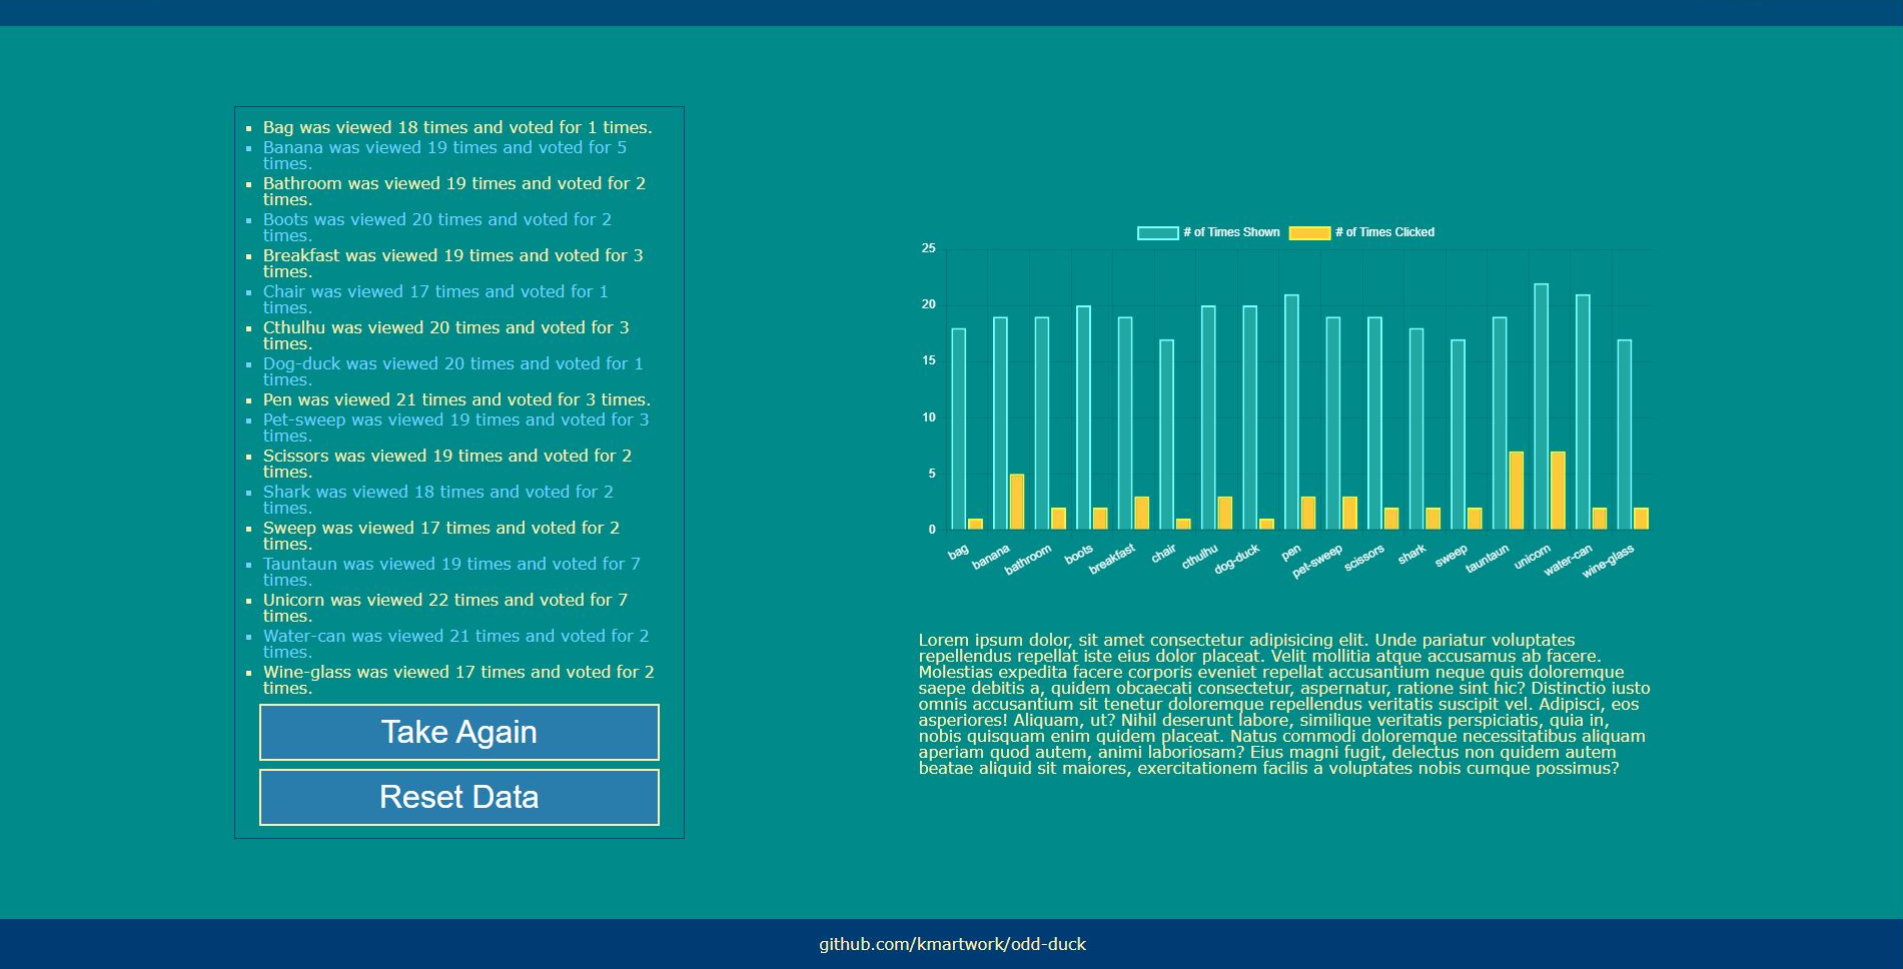 Bag was viewed 18 times and voted for 1 times.
Banana was viewed 19 times and voted for 5
times.
Bathroom was viewed 19 times and voted for 2
times.
Boots was viewed 20 times and voted for 2
times.
Breakfast was viewed 19 times and voted for 3
times.
Chair was viewed 17 times and voted for 1
times.
Cthulhu was viewed 20 times and voted for 3
times.
Dog-duck was viewed 20 times and voted for 1
times.
Pen was viewed 21 times and voted for 3 times.
Pet-sweep was viewed 19 times and voted for 3
times.
Scissors was viewed 19 times and voted for 2
times.
Shark was viewed 18 times and voted for 2
times.
Sweep was viewed 17 times and voted for 2
times.
Tauntaun was viewed 19 times and voted for 7
times.
Unicorn was viewed 22 times and voted for 7
times.
Water-can was viewed 21 times and voted for 2
times.
Wine-glass was viewed 17 times and voted for 2
times.
Take Again
Reset Data
# of Times Shown # of Times Clicked
25
20
15
10
5
0
bag banana bathroom boots breakfast chair cthulhu dog-duck pen pet-sweep scissors shark sweep tauntaun unicorn water-can wine-glass
Lorem ipsum dolor, sit amet consectetur adipisicing elit. Unde pariatur voluptates
repellendus repellat iste eius dolor placeat. Velit mollitia atque accusamus ab facere.
Molestias expedita facere corporis eveniet repellat accusantium neque quis doloremque
saepe debitis a, quidem obcaecati consectetur, aspernatur, ratione sint hic? Distinctio iusto
omnis accusantium sit tenetur doloremque repellendus veritatis suscipit vel. Adipisci, eos
asperiores! Aliquam, ut? Nihil deserunt labore, similique veritatis perspiciatis, quia in,
nobis quisquam enim quidem placeat. Natus commodi doloremque necessitatibus aliquam
aperiam quod autem, animi laboriosam? Eius magni fugit, delectus non quidem autem
beatae aliquid sit maiores, exercitationem facilis a voluptates nobis cumque possimus?
github.com/kmartwork/odd-duck